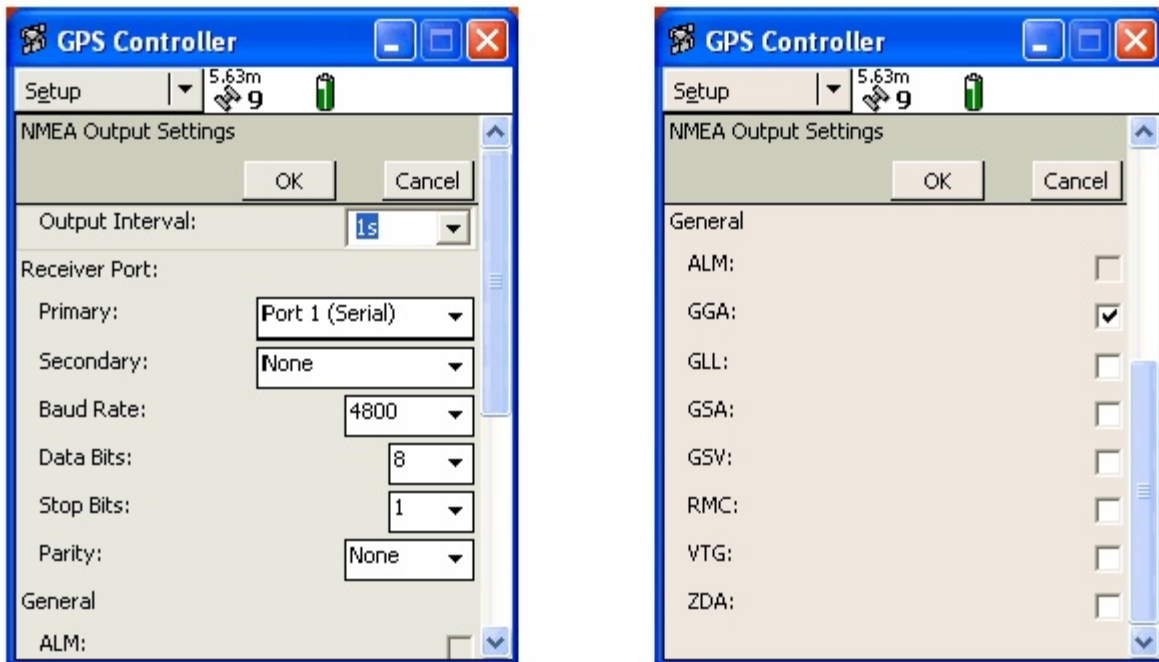 GPS Controller
Setup
5.63m
9
NMEA Output Settings
OK Cancel
Output Interval: 1s
Receiver Port:
Primary: Port 1 (Serial)
Secondary: None
Baud Rate: 4800
Data Bits: 8
Stop Bits: 1
Parity: None
General
ALM:
GPS Controller
Setup
5.63m
9
NMEA Output Settings
OK Cancel
General
ALM:
GGA:
GLL:
GSA:
GSV:
RMC:
VTG:
ZDA: